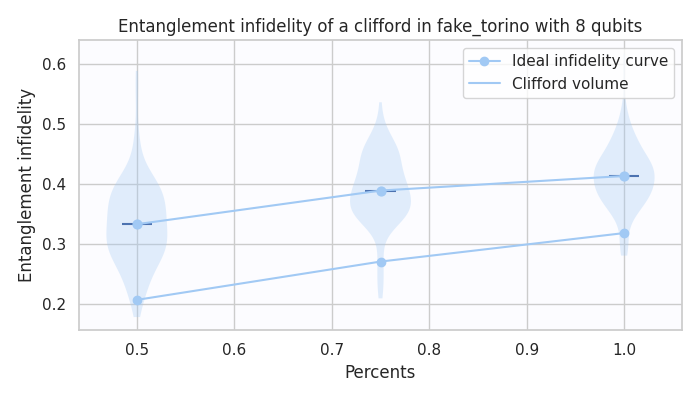 Entanglement infidelity of a clifford in fake_torino with 8 qubits
Ideal infidelity curve
Clifford volume
Entanglement infidelity
0.6
0.5
0.4
0.3
0.2
0.5
0.6
0.7
0.8
0.9
1.0
Percents